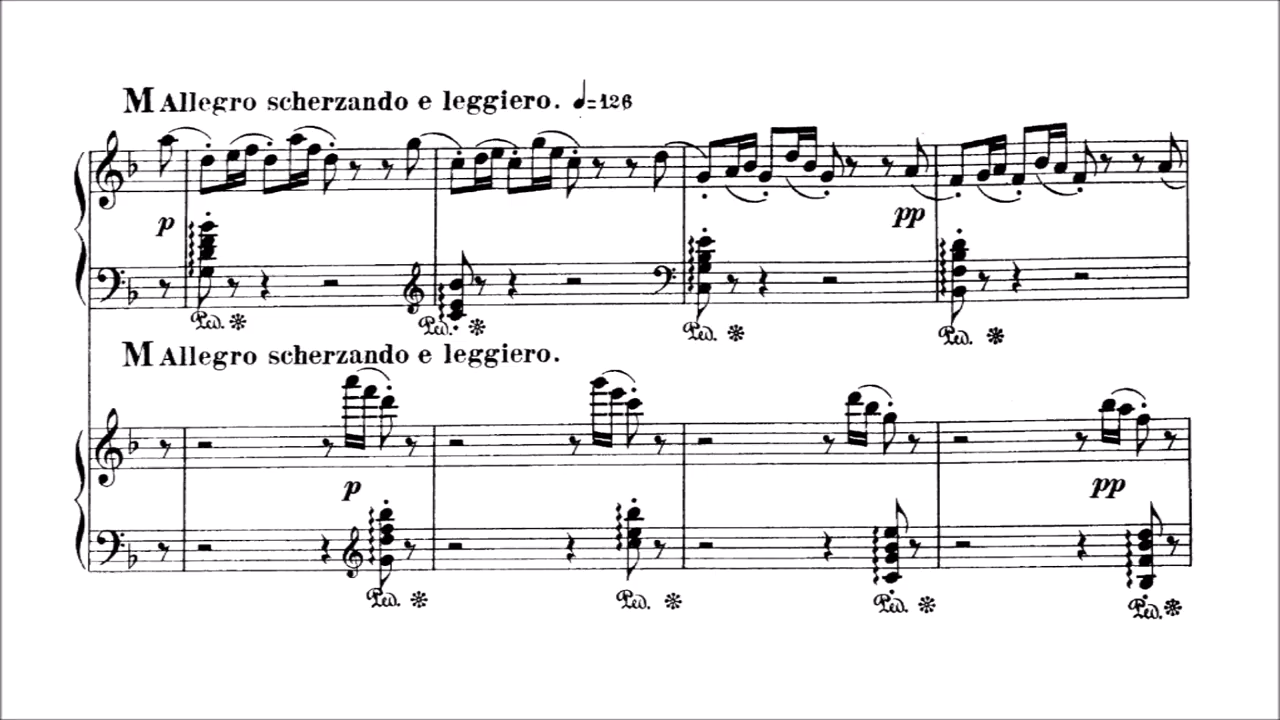 M Allegro scherzando e leggiero. ♩=126
p
pp
Ped. * Ped. * Ped. * Ped. *
M Allegro scherzando e leggiero.
p
pp
Ped. * Ped. * Ped. * Ped. *